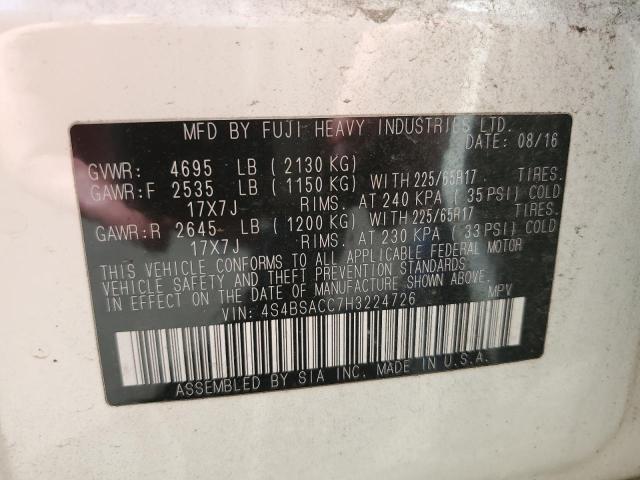 MFD BY FUJI HEAVY INDUSTRIES LTD.
DATE: 08/16
GVWR: 4695 LB (2130 KG)
GAWR:F 2535 LB (1150 KG) WITH 225/65R17 TIRES.
17X7J RIMS. AT 240 KPA (35 PSI) COLD
GAWR:R 2645 LB (1200 KG) WITH 225/65R17 TIRES.
17X7J RIMS. AT 230 KPA (33 PSI) COLD
THIS VEHICLE CONFORMS TO ALL APPLICABLE FEDERAL MOTOR
VEHICLE SAFETY AND THEFT PREVENTION STANDARDS
IN EFFECT ON THE DATE OF MANUFACTURE SHOWN ABOVE.
VIN: 4S4BSACC7H3224726 MPV
ASSEMBLED BY SIA INC. MADE IN U.S.A.